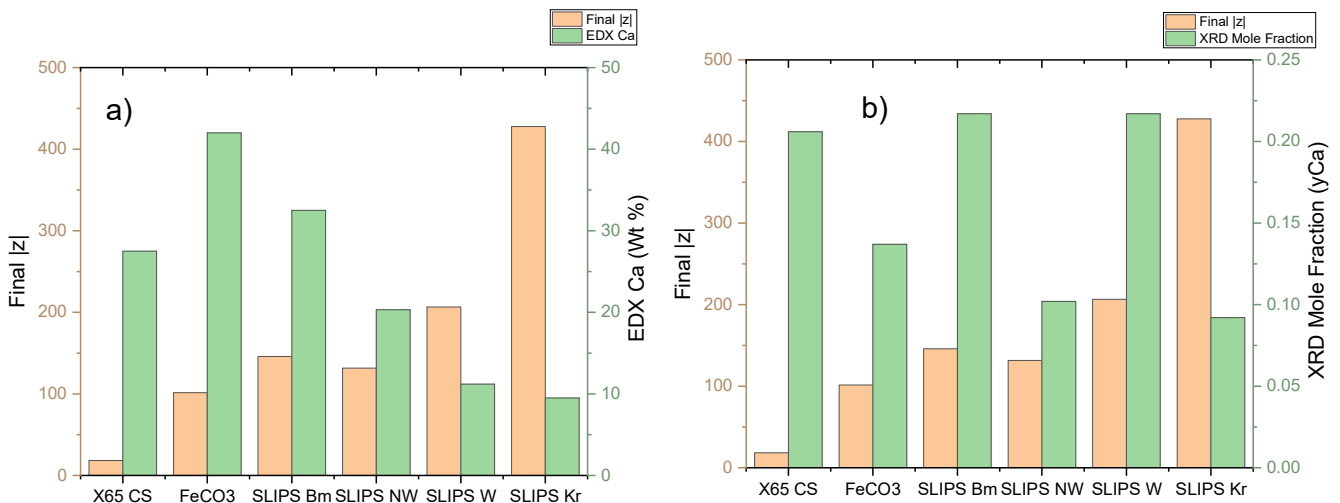 Final |z|
EDX Ca
a)
500
400
300
200
100
0
Final |z|
50
40
30
20
10
0
EDX Ca (Wt %)
X65 CS FeCO3 SLIPS Bm SLIPS NW SLIPS W SLIPS Kr
Final |z|
XRD Mole Fraction
b)
500
400
300
200
100
0
Final |z|
0.25
0.20
0.15
0.10
0.05
0.00
XRD Mole Fraction (yCa)
X65 CS FeCO3 SLIPS Bm SLIPS NW SLIPS W SLIPS Kr